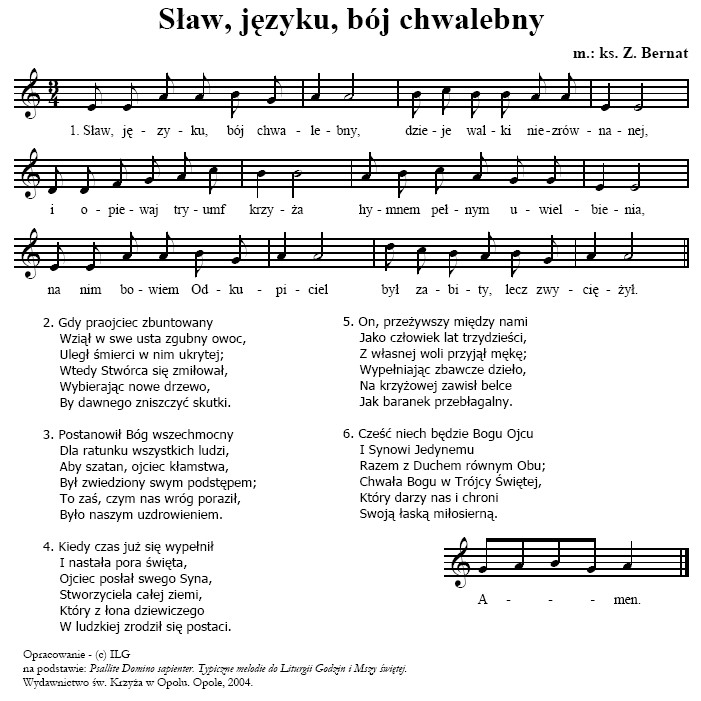 Sław, języku, bój chwalebny
m.: ks. Z. Bernat
3
4
1. Sław, ję - zy - ku, bój chwa - le - bny, dzie - je wal - ki nie-zrów - na - nej,
i o - pie - waj try - umf krzy - ża hy - mnem peł - nym u - wiel - bie - nia,
na nim bo - wiem Od - ku - pi - ciel był za - bi - ty, lecz zwy - cię - żył.
2. Gdy praojciec zbuntowany
Wziął w swe usta zgubny owoc,
Uległ śmierci w nim ukrytej;
Wtedy Stwórca się zmiłował,
Wybierając nowe drzewo,
By dawnego zniszczyć skutki.
3. Postanowił Bóg wszechmocny
Dla ratunku wszystkich ludzi,
Aby szatan, ojciec kłamstwa,
Był zwiedziony swym podstępem;
To zaś, czym nas wróg poraził,
Było naszym uzdrowieniem.
4. Kiedy czas już się wypełnił
I nastała pora święta,
Ojciec posłał swego Syna,
Stworzyciela całej ziemi,
Który z łona dziewiczego
W ludzkiej zrodził się postaci.
5. On, przeżywszy między nami
Jako człowiek lat trzydzieści,
Z własnej woli przyjął mękę;
Wypełniając zbawcze dzieło,
Na krzyżowej zawisł belce
Jak baranek przebłagalny.
6. Cześć niech będzie Bogu Ojcu
I Synowi Jedynemu
Razem z Duchem równym Obu;
Chwała Bogu w Trójcy Świętej,
Który darzy nas i chroni
Swoją łaską miłosierną.
A - - - men.
Opracowanie - (c) ILG
na podstawie: Psallite Domino sapienter. Typiczne melodie do Liturgii Godzin i Mszy świętej.
Wydawnictwo św. Krzyża w Opolu. Opole, 2004.